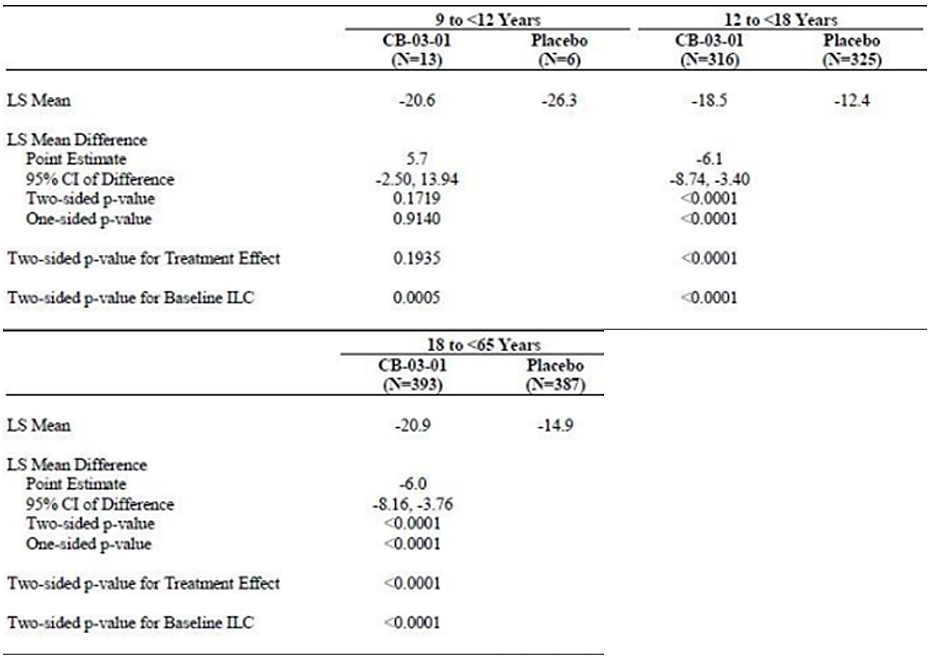 9 to <12 Years 12 to <18 Years
CB-03-01 Placebo CB-03-01 Placebo
(N=13) (N=6) (N=316) (N=325)
LS Mean -20.6 -26.3 -18.5 -12.4
LS Mean Difference
Point Estimate 5.7 -6.1
95% CI of Difference -2.50, 13.94 -8.74, -3.40
Two-sided p-value 0.1719 <0.0001
One-sided p-value 0.9140 <0.0001
Two-sided p-value for Treatment Effect 0.1935 <0.0001
Two-sided p-value for Baseline ILC 0.0005 <0.0001
18 to <65 Years
CB-03-01 Placebo
(N=393) (N=387)
LS Mean -20.9 -14.9
LS Mean Difference
Point Estimate -6.0
95% CI of Difference -8.16, -3.76
Two-sided p-value <0.0001
One-sided p-value <0.0001
Two-sided p-value for Treatment Effect <0.0001
Two-sided p-value for Baseline ILC <0.0001